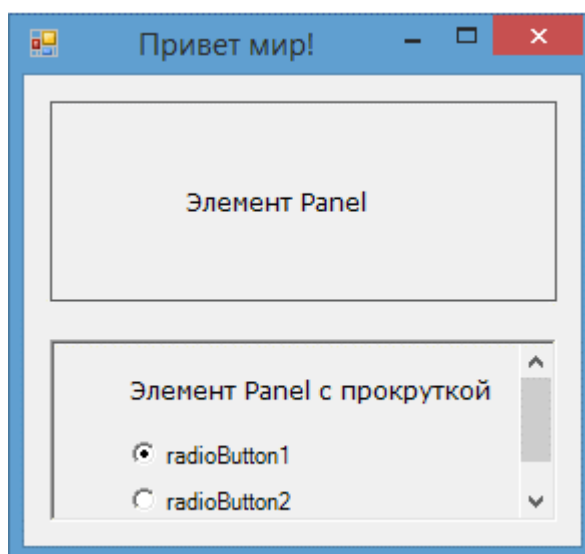 Привет мир!
Элемент Panel
Элемент Panel с прокруткой
radioButton1
radioButton2